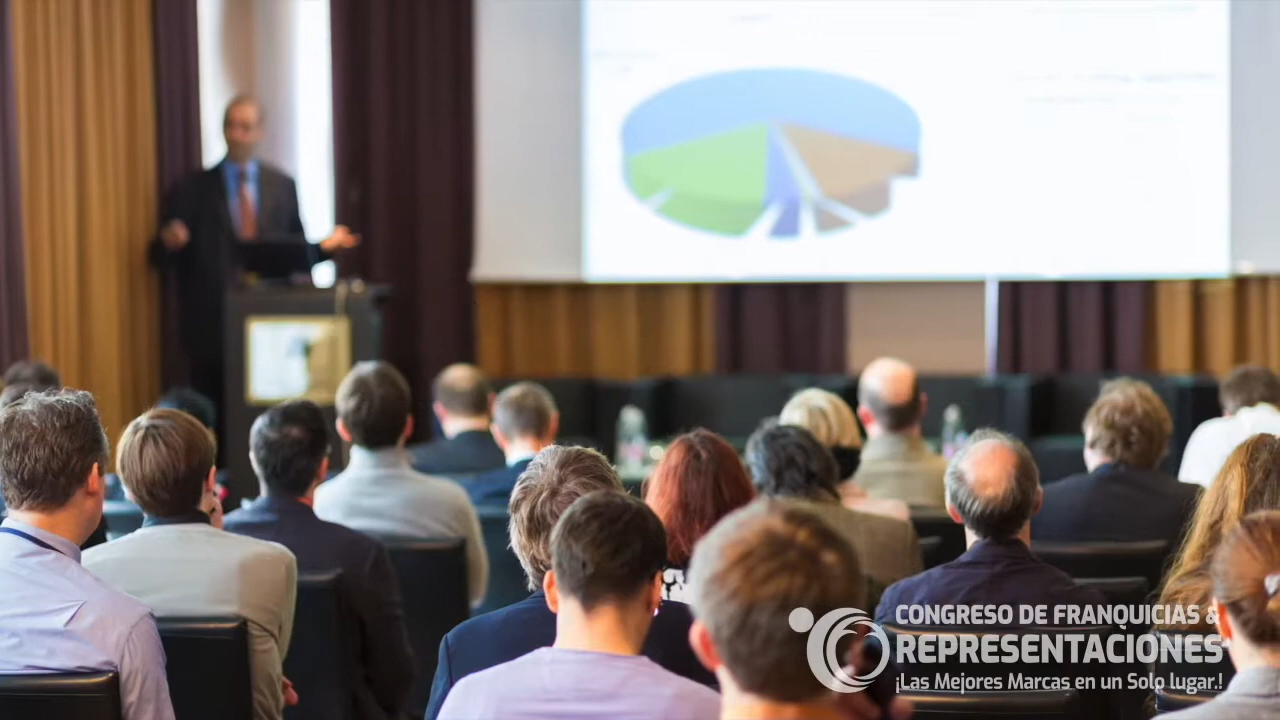 CONGRESO DE FRANQUICIAS &
REPRESENTACIONES
¡Las Mejores Marcas en un Solo lugar.!